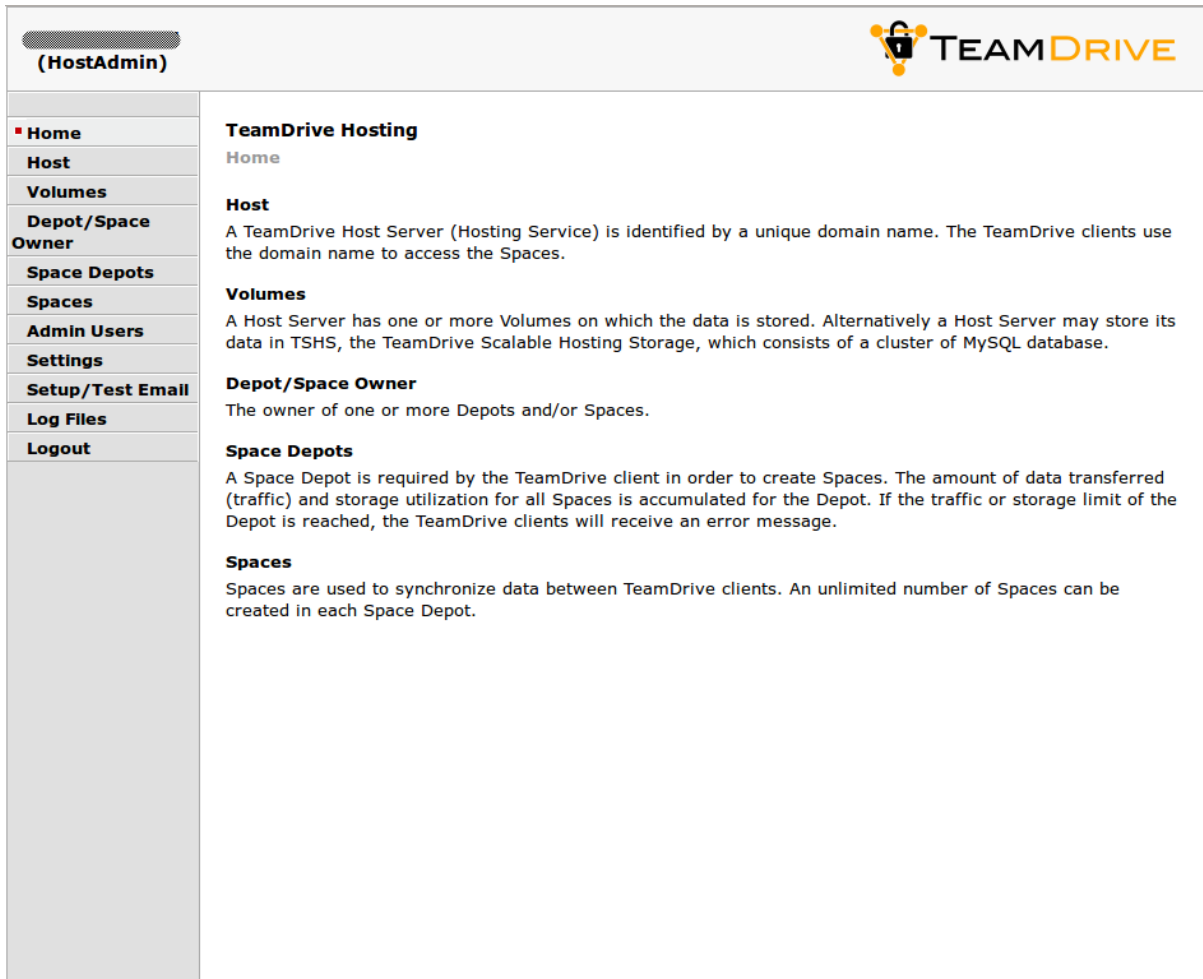 (HostAdmin)
TEAMDRIVE
Home
Host
Volumes
Depot/Space
Owner
Space Depots
Spaces
Admin Users
Settings
Setup/Test Email
Log Files
Logout
TeamDrive Hosting
Home
Host
A TeamDrive Host Server (Hosting Service) is identified by a unique domain name. The TeamDrive clients use
the domain name to access the Spaces.
Volumes
A Host Server has one or more Volumes on which the data is stored. Alternatively a Host Server may store its
data in TSHS, the TeamDrive Scalable Hosting Storage, which consists of a cluster of MySQL database.
Depot/Space Owner
The owner of one or more Depots and/or Spaces.
Space Depots
A Space Depot is required by the TeamDrive client in order to create Spaces. The amount of data transferred
(traffic) and storage utilization for all Spaces is accumulated for the Depot. If the traffic or storage limit of the
Depot is reached, the TeamDrive clients will receive an error message.
Spaces
Spaces are used to synchronize data between TeamDrive clients. An unlimited number of Spaces can be
created in each Space Depot.